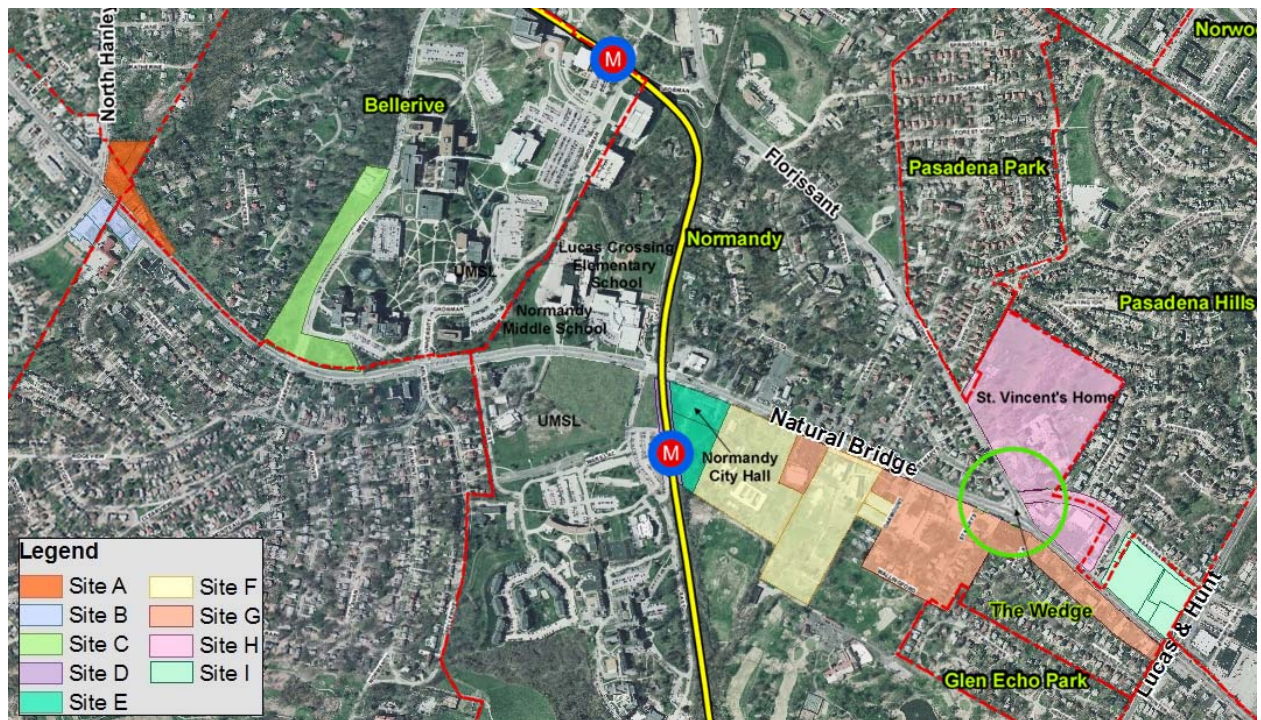 North Hanley
Norwoo
M
Bellerive
Florissant
Pasadena Park
Normandy
Lucas Crossing
Elementary
School
UMSL
Normandy
Middle School
Pasadena Hills
St. Vincent's Home
UMSL
Natural Bridge
M
Normandy
City Hall
The Wedge
Glen Echo Park
Lucas & Hunt
Legend
Site A
Site B
Site C
Site D
Site E
Site F
Site G
Site H
Site I